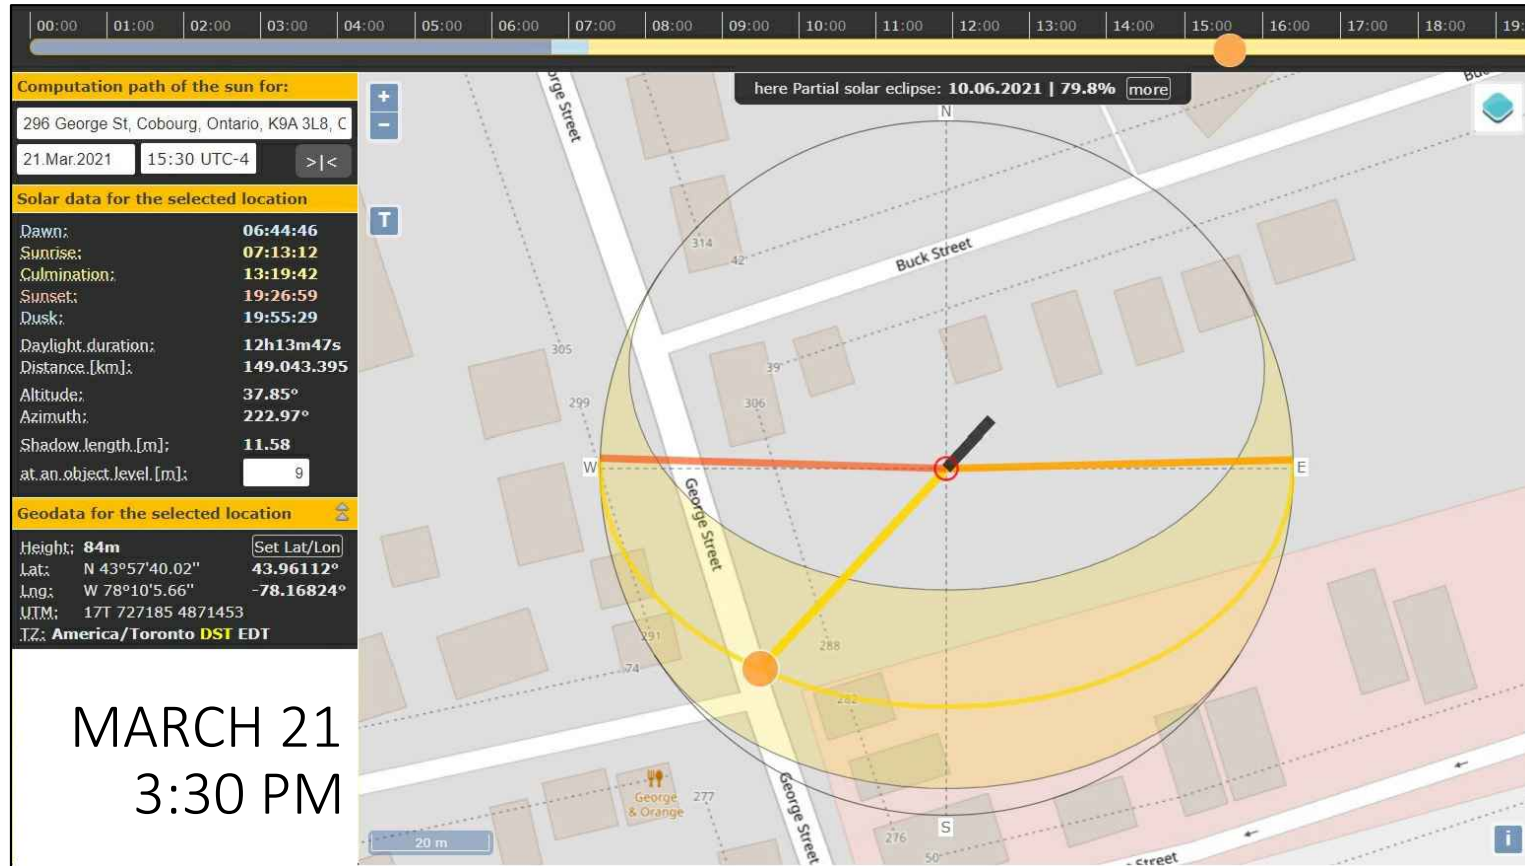 00:00 01:00 02:00 03:00 04:00 05:00 06:00 07:00 08:00 09:00 10:00 11:00 12:00 13:00 14:00 15:00 16:00 17:00 18:00 19:
Computation path of the sun for:
296 George St, Cobourg, Ontario, K9A 3L8, C
21.Mar.2021 15:30 UTC-4 >|<
Solar data for the selected location
Dawn: 06:44:46
Sunrise: 07:13:12
Culmination: 13:19:42
Sunset: 19:26:59
Dusk: 19:55:29
Daylight duration: 12h13m47s
Distance [km]: 149.043.395
Altitude: 37.85°
Azimuth: 222.97°
Shadow length [m]: 11.58
at an object level [m]: 9
Geodata for the selected location
Height: 84m Set Lat/Lon
Lat: N 43°57'40.02'' 43.96112°
Lng: W 78°10'5.66'' -78.16824°
UTM: 17T 727185 4871453
TZ: America/Toronto DST EDT
MARCH 21
3:30 PM
+
−
T
here Partial solar eclipse: 10.06.2021 | 79.8% more
N
rge Street
Buc
314
42
Buck Street
305
39
299
306
W
E
George Street
291
288
74
282
George
& Orange
277
George Street
S
276
50
20 m
Street
i